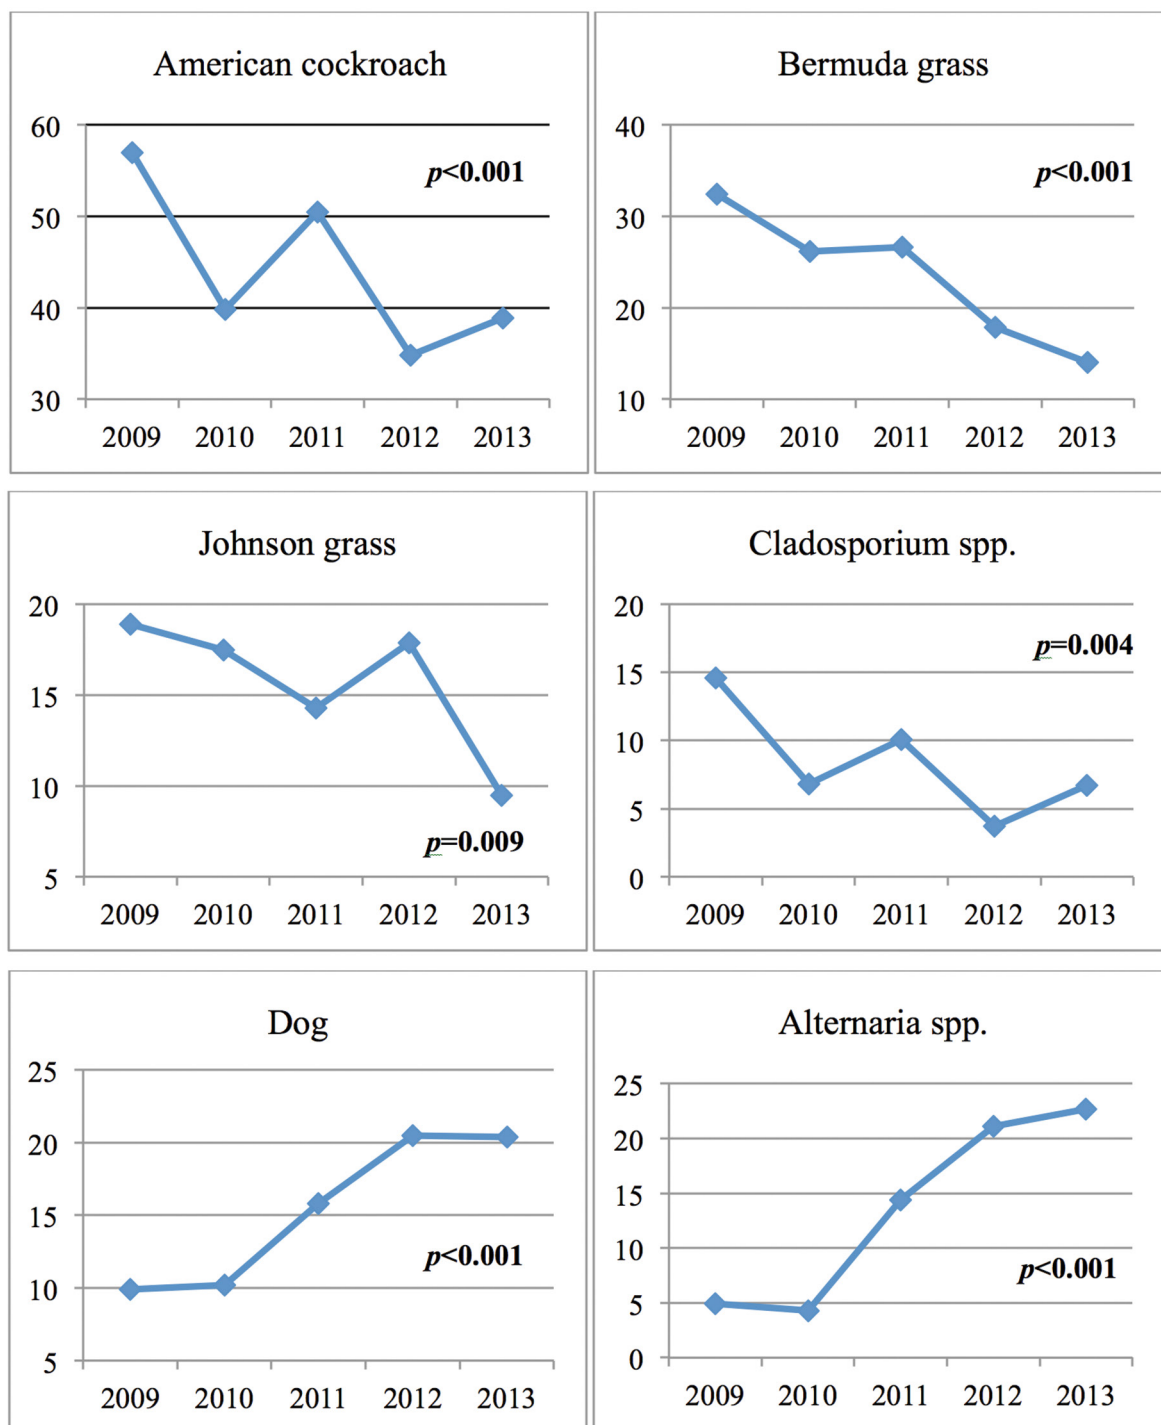 American cockroach
60
50
40
30
p<0.001
2009 2010 2011 2012 2013
Bermuda grass
40
30
20
10
p<0.001
2009 2010 2011 2012 2013
Johnson grass
20
15
10
5
p=0.009
2009 2010 2011 2012 2013
Cladosporium spp.
20
15
10
5
0
p=0.004
2009 2010 2011 2012 2013
Dog
25
20
15
10
5
p<0.001
2009 2010 2011 2012 2013
Alternaria spp.
25
20
15
10
5
0
p<0.001
2009 2010 2011 2012 2013